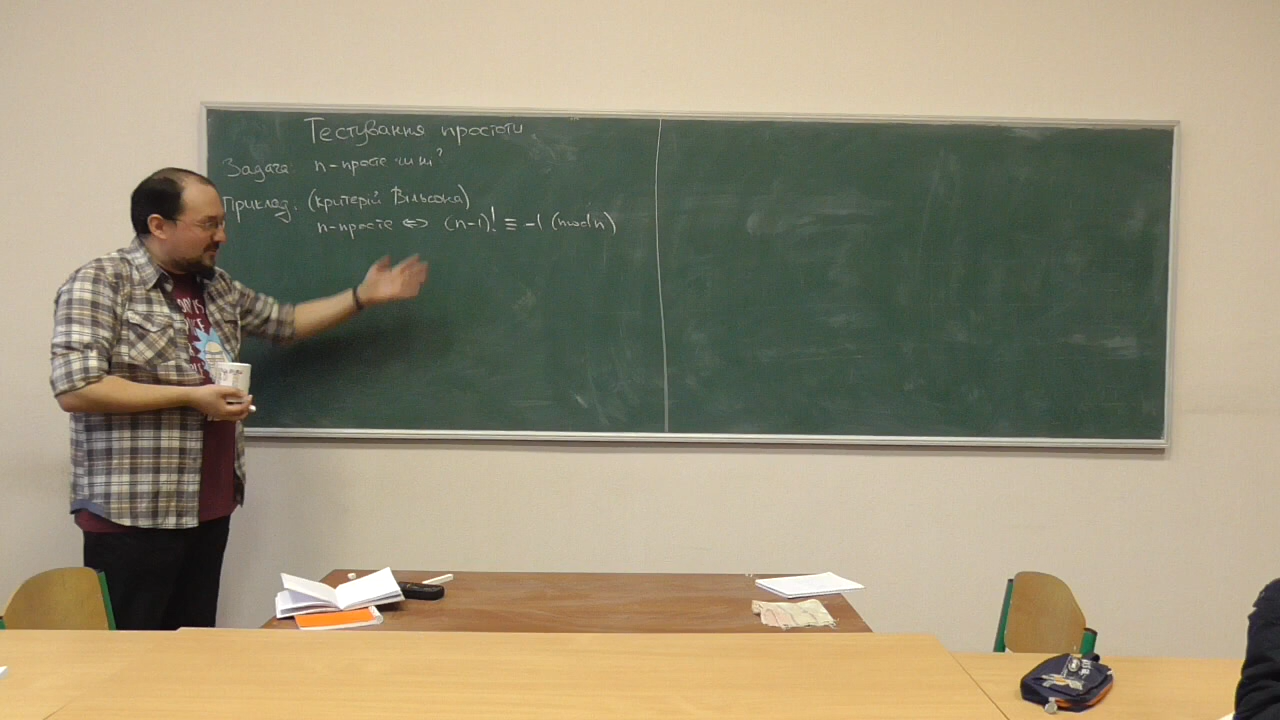 Тестування простоти
Задача: n-просте чи ні?
Приклад: (критерій Вільсона)
n-просте ⇔ (n-1)! ≡ -1 (mod n)